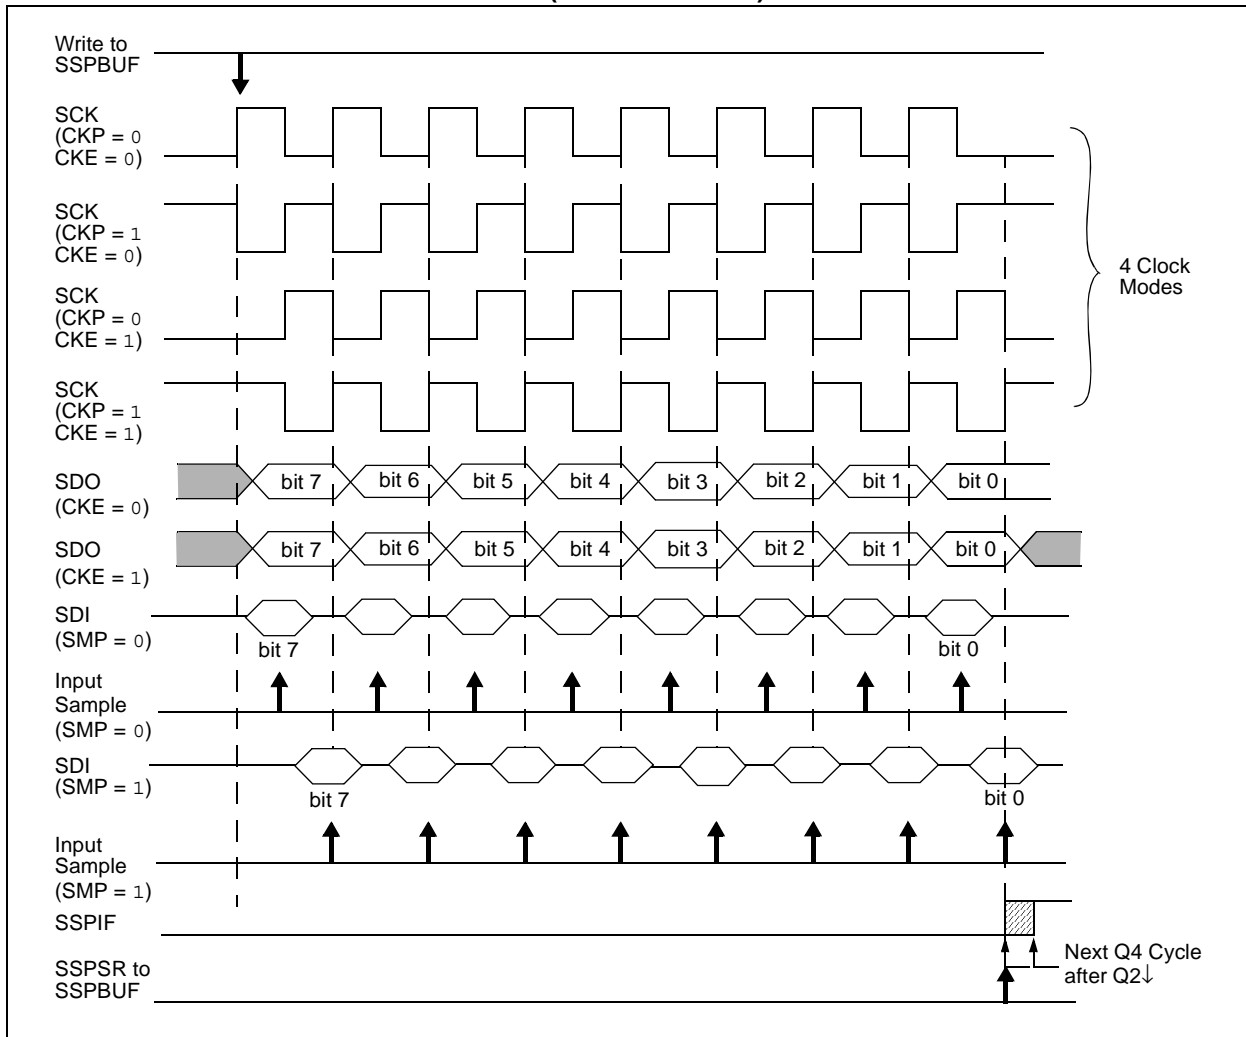 Write to
SSPBUF
SCK
(CKP = 0
CKE = 0)
SCK
(CKP = 1
CKE = 0)
SCK
(CKP = 0
CKE = 1)
SCK
(CKP = 1
CKE = 1)
4 Clock
Modes
SDO
(CKE = 0)
bit 7 bit 6 bit 5 bit 4 bit 3 bit 2 bit 1 bit 0
SDO
(CKE = 1)
bit 7 bit 6 bit 5 bit 4 bit 3 bit 2 bit 1 bit 0
SDI
(SMP = 0)
bit 7 bit 0
Input
Sample
(SMP = 0)
SDI
(SMP = 1)
bit 7 bit 0
Input
Sample
(SMP = 1)
SSPIF
Next Q4 Cycle
after Q2↓
SSPSR to
SSPBUF